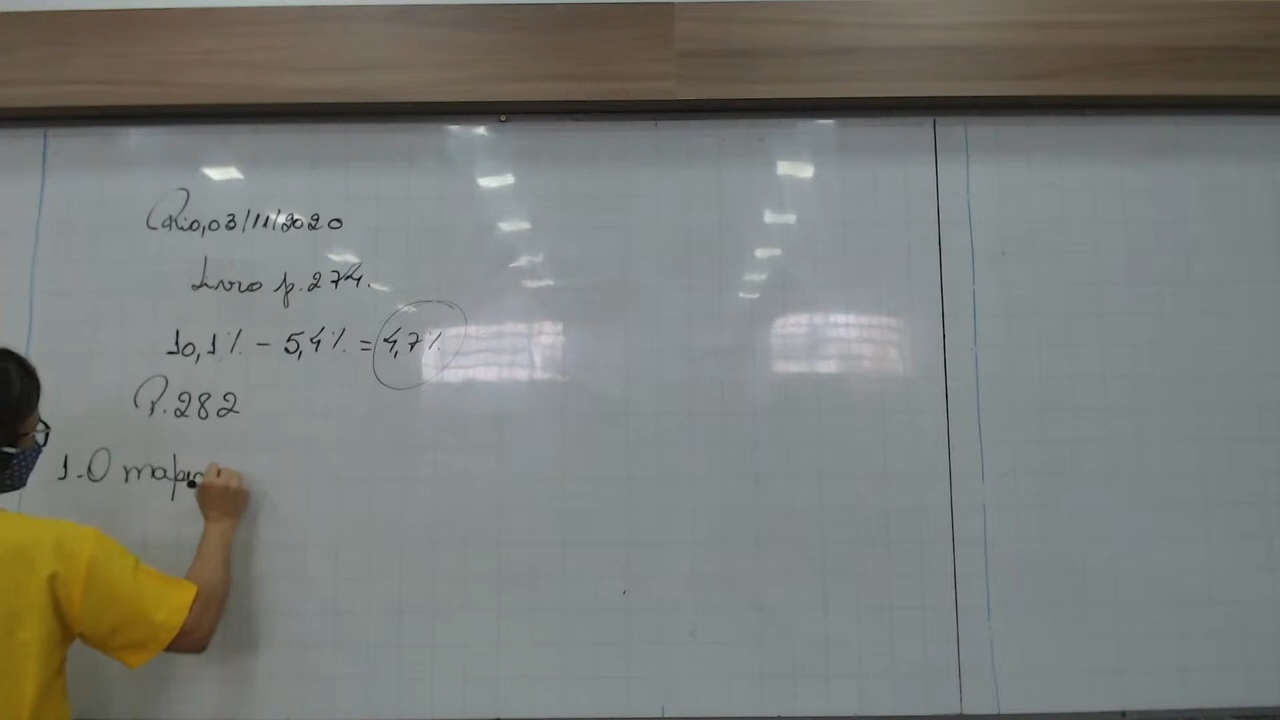 Rio, 03/11/2020
Livro p. 274.
10,1% - 5,4% = 4,7%
P. 282
1. O mapa